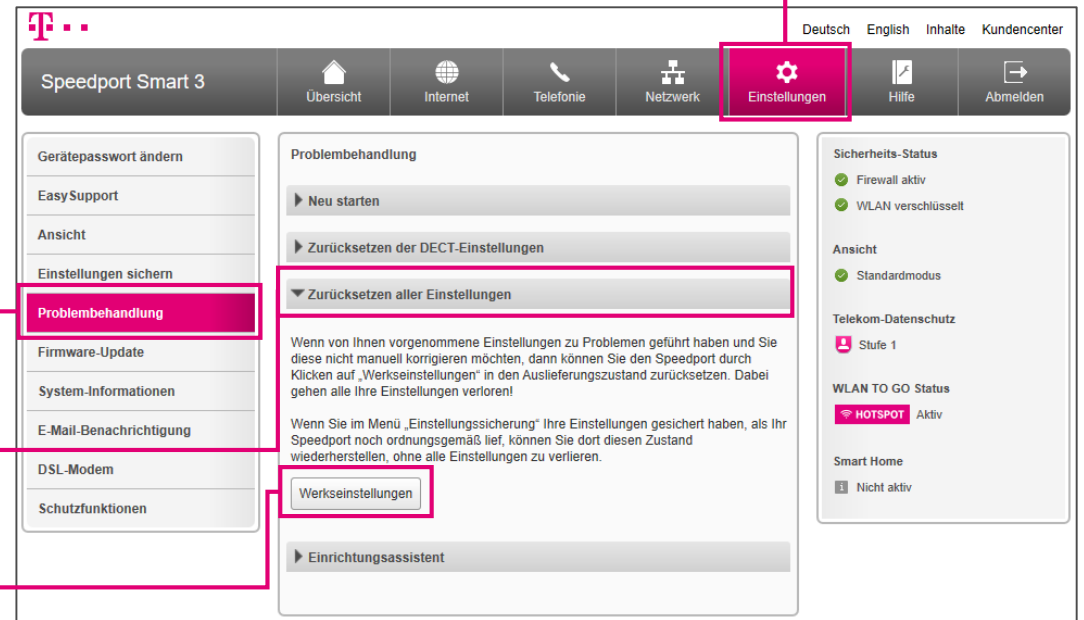 T
Deutsch English Inhalte Kundencenter
Speedport Smart 3
Übersicht Internet Telefonie Netzwerk Einstellungen Hilfe Abmelden
Gerätepasswort ändern
EasySupport
Ansicht
Einstellungen sichern
Problembehandlung
Firmware-Update
System-Informationen
E-Mail-Benachrichtigung
DSL-Modem
Schutzfunktionen
Problembehandlung
Neu starten
Zurücksetzen der DECT-Einstellungen
Zurücksetzen aller Einstellungen
Wenn von Ihnen vorgenommene Einstellungen zu Problemen geführt haben und Sie
diese nicht manuell korrigieren möchten, dann können Sie den Speedport durch
Klicken auf „Werkseinstellungen“ in den Auslieferungszustand zurücksetzen. Dabei
gehen alle Ihre Einstellungen verloren!
Wenn Sie im Menü „Einstellungssicherung“ Ihre Einstellungen gesichert haben, als Ihr
Speedport noch ordnungsgemäß lief, können Sie dort diesen Zustand
wiederherstellen, ohne alle Einstellungen zu verlieren.
Werkseinstellungen
Einrichtungsassistent
Sicherheits-Status
Firewall aktiv
WLAN verschlüsselt
Ansicht
Standardmodus
Telekom-Datenschutz
Stufe 1
WLAN TO GO Status
HOTSPOT Aktiv
Smart Home
i Nicht aktiv